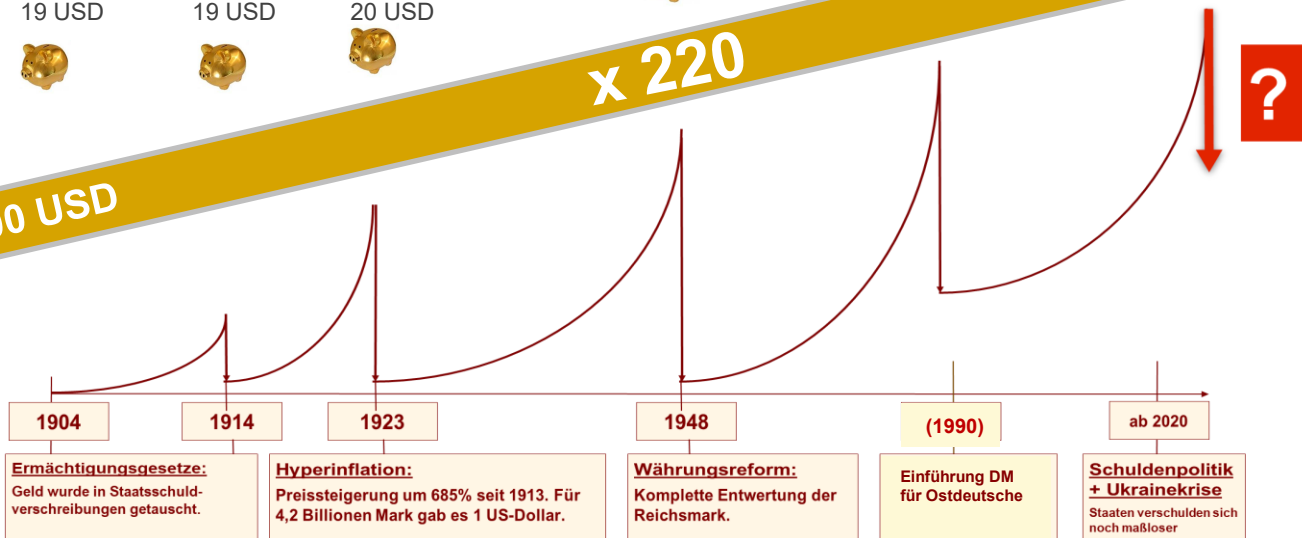 19 USD
19 USD
20 USD
x 220
?
0 USD
1904
1914
1923
1948
(1990)
ab 2020
Ermächtigungsgesetze:
Geld wurde in Staatsschuld-
verschreibungen getauscht.
Hyperinflation:
Preissteigerung um 685% seit 1913. Für
4,2 Billionen Mark gab es 1 US-Dollar.
Währungsreform:
Komplette Entwertung der
Reichsmark.
Einführung DM
für Ostdeutsche
Schuldenpolitik
+ Ukrainekrise
Staaten verschulden sich
noch maßloser